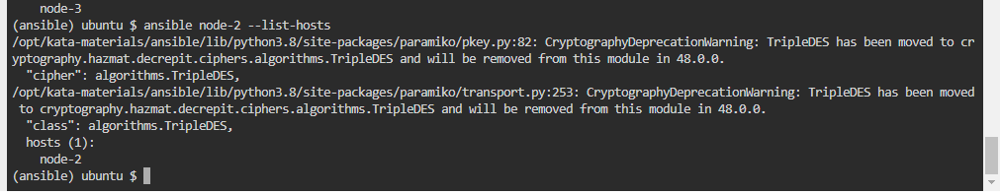 node-3
(ansible) ubuntu $ ansible node-2 --list-hosts
/opt/kata-materials/ansible/lib/python3.8/site-packages/paramiko/pkey.py:82: CryptographyDeprecationWarning: TripleDES has been moved to cr
yptography.hazmat.decrepit.ciphers.algorithms.TripleDES and will be removed from this module in 48.0.0.
"cipher": algorithms.TripleDES,
/opt/kata-materials/ansible/lib/python3.8/site-packages/paramiko/transport.py:253: CryptographyDeprecationWarning: TripleDES has been moved
to cryptography.hazmat.decrepit.ciphers.algorithms.TripleDES and will be removed from this module in 48.0.0.
"class": algorithms.TripleDES,
hosts (1):
node-2
(ansible) ubuntu $